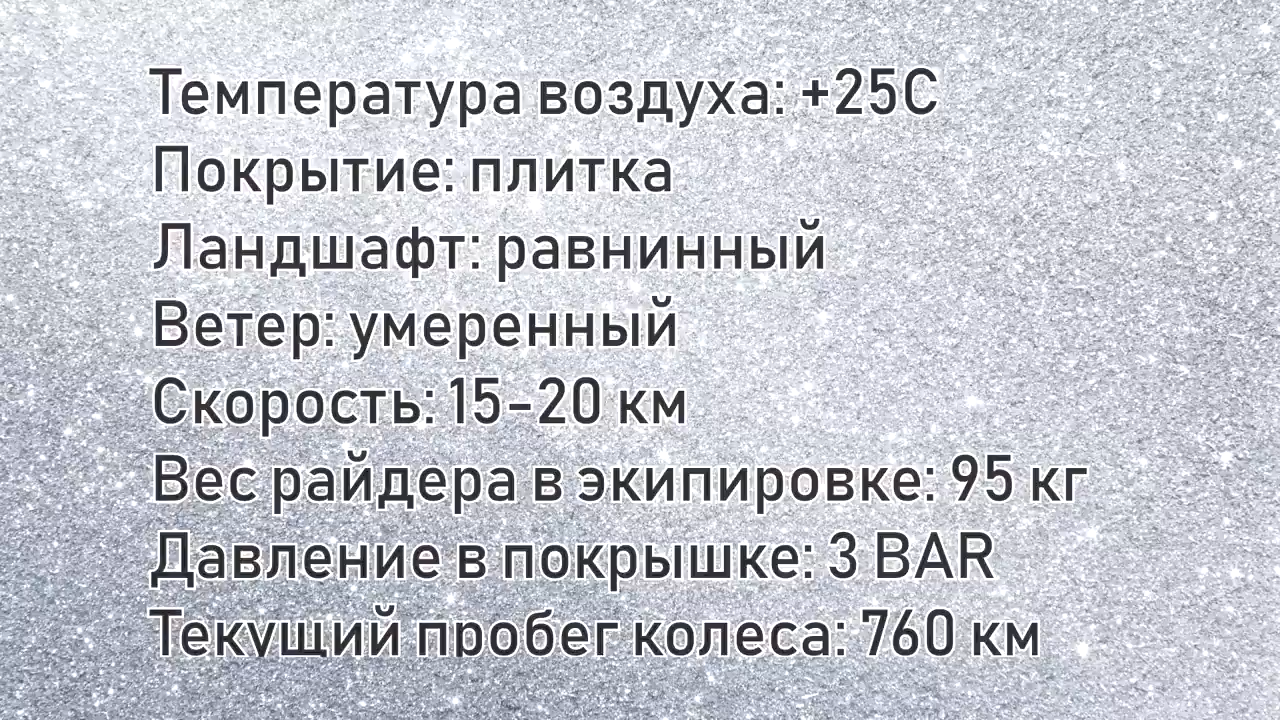 Температура воздуха: +25C
Покрытие: плитка
Ландшафт: равнинный
Ветер: умеренный
Скорость: 15-20 км
Вес райдера в экипировке: 95 кг
Давление в покрышке: 3 BAR
Текущий пробег колеса: 760 км